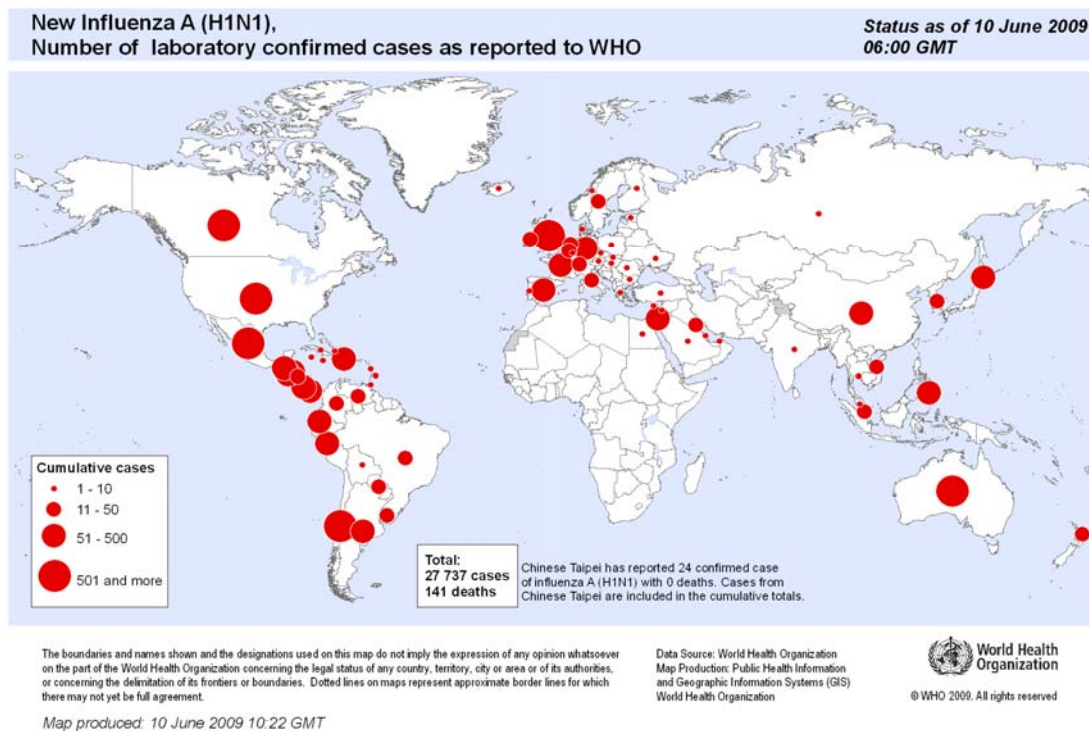 New Influenza A (H1N1),
Number of laboratory confirmed cases as reported to WHO
Status as of 10 June 2009
06:00 GMT
Cumulative cases
1 - 10
11 - 50
51 - 500
501 and more
Total:
27 737 cases
141 deaths
Chinese Taipei has reported 24 confirmed case
of influenza A (H1N1) with 0 deaths. Cases from
Chinese Taipei are included in the cumulative totals.
The boundaries and names shown and the designations used on this map do not imply the expression of any opinion whatsoever
on the part of the World Health Organization concerning the legal status of any country, territory, city or area or of its authorities,
or concerning the delimitation of its frontiers or boundaries. Dotted lines on maps represent approximate border lines for which
there may not yet be full agreement.
Data Source: World Health Organization
Map Production: Public Health Information
and Geographic Information Systems (GIS)
World Health Organization
World Health
Organization
© WHO 2009. All rights reserved
Map produced: 10 June 2009 10:22 GMT